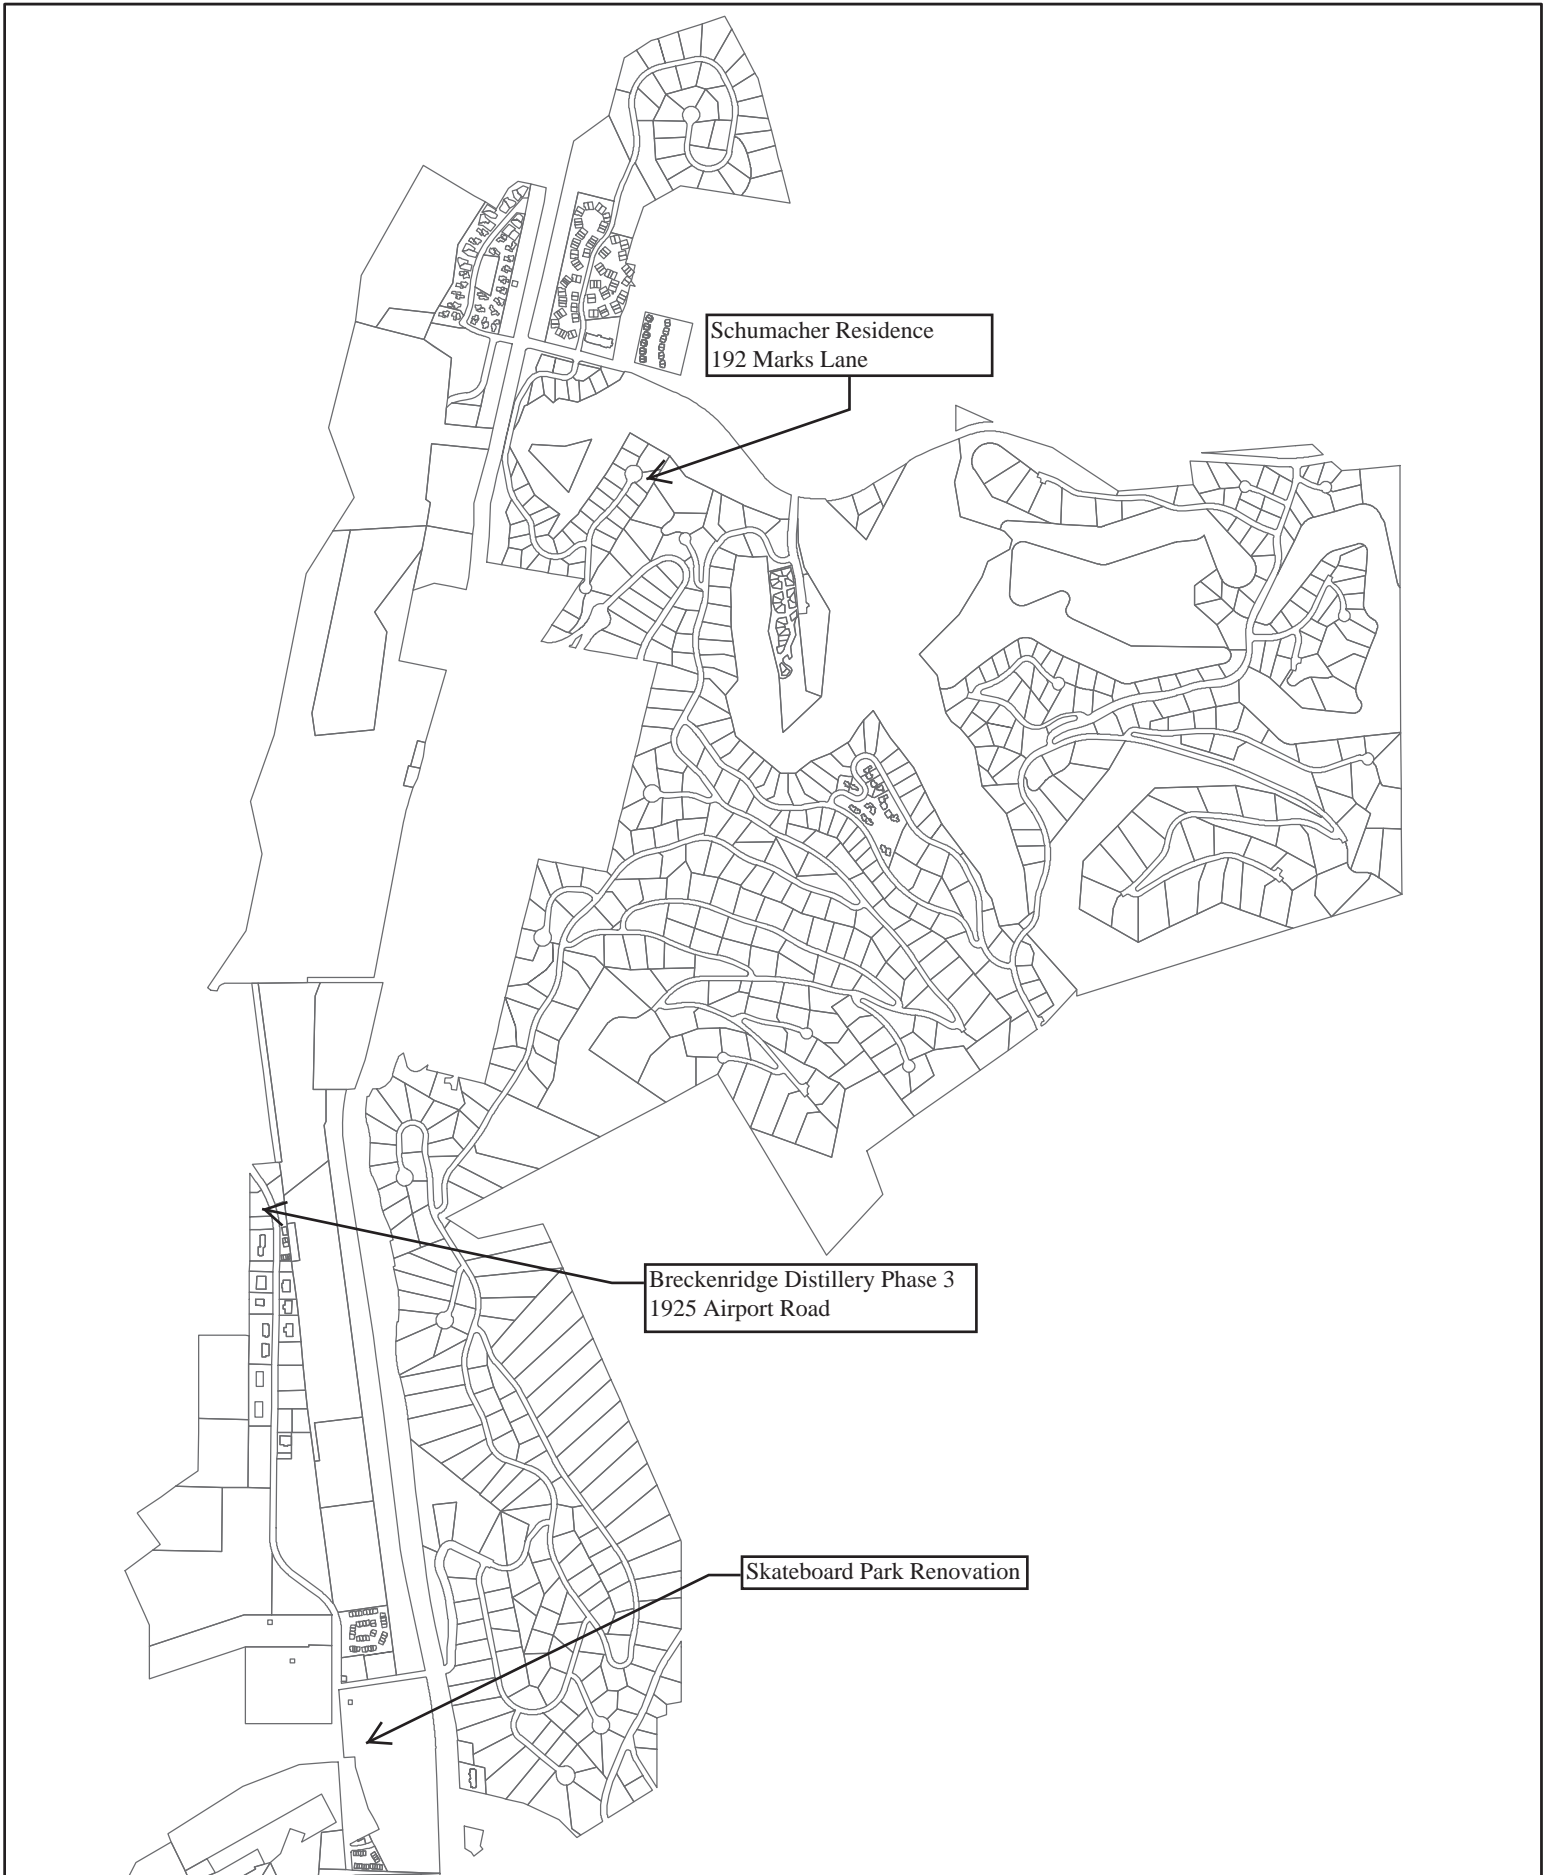 Schumacher Residence
192 Marks Lane
Breckenridge Distillery Phase 3
1925 Airport Road
Skateboard Park Renovation